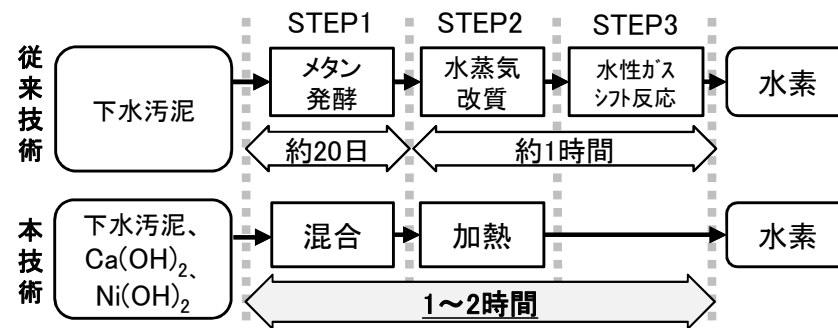 STEP1
STEP2
STEP3
従来技術
下水汚泥
メタン
発酵
水蒸気
改質
水性ガス
シフト反応
水素
約20日
約1時間
本技術
下水汚泥、
Ca(OH)2、
Ni(OH)2
混合
加熱
水素
1～2時間